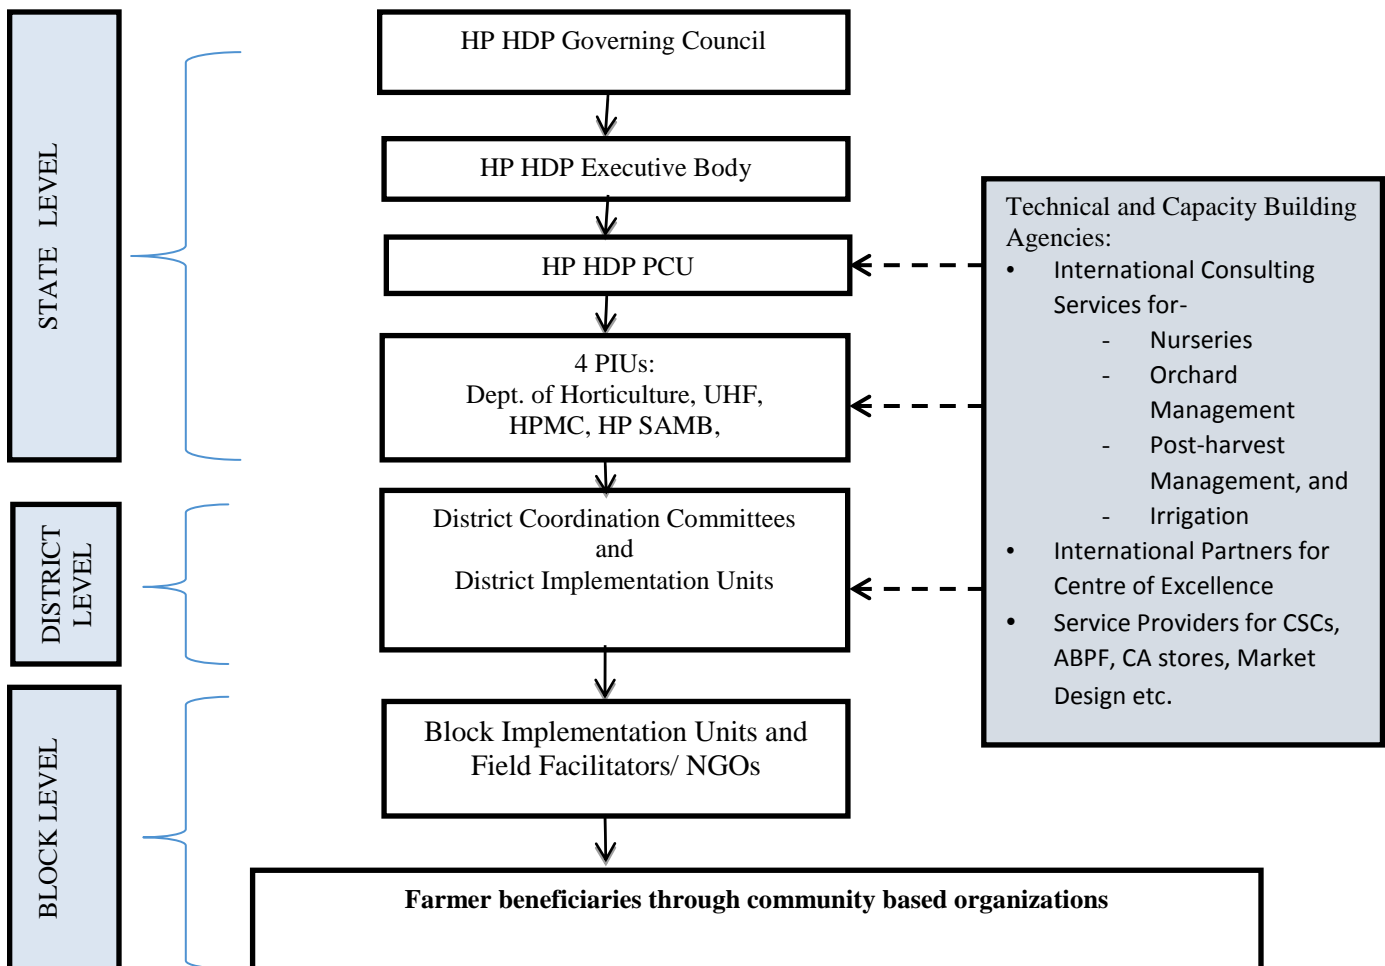 STATE LEVEL
HP HDP Governing Council
HP HDP Executive Body
HP HDP PCU
4 PIUs:
Dept. of Horticulture, UHF,
HPMC, HP SAMB,
Technical and Capacity Building
Agencies:
• International Consulting
Services for-
- Nurseries
- Orchard
Management
- Post-harvest
Management, and
- Irrigation
• International Partners for
Centre of Excellence
• Service Providers for CSCs,
ABPF, CA stores, Market
Design etc.
DISTRICT
LEVEL
District Coordination Committees
and
District Implementation Units
BLOCK LEVEL
Block Implementation Units and
Field Facilitators/ NGOs
Farmer beneficiaries through community based organizations